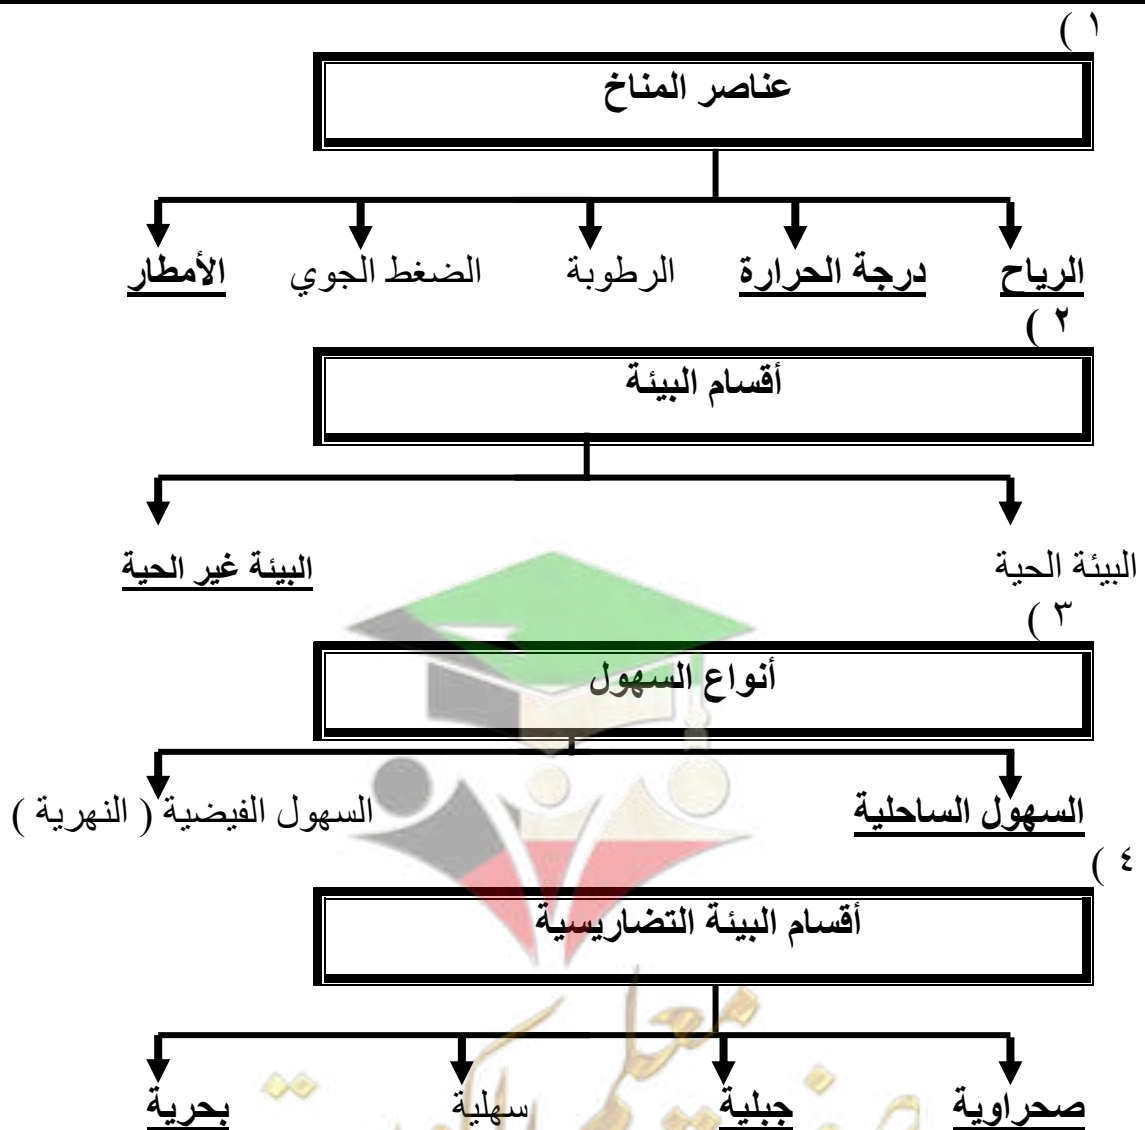 ١ )
عناصر المناخ
الرياح درجة الحرارة الرطوبة الضغط الجوي الأمطار
٢ )
أقسام البيئة
البيئة الحية البيئة غير الحية
٣ )
أنواع السهول
السهول الساحلية السهول الفيضية ( النهرية )
٤ )
أقسام البيئة التضاريسية
صحراوية جبلية سهلية بحرية